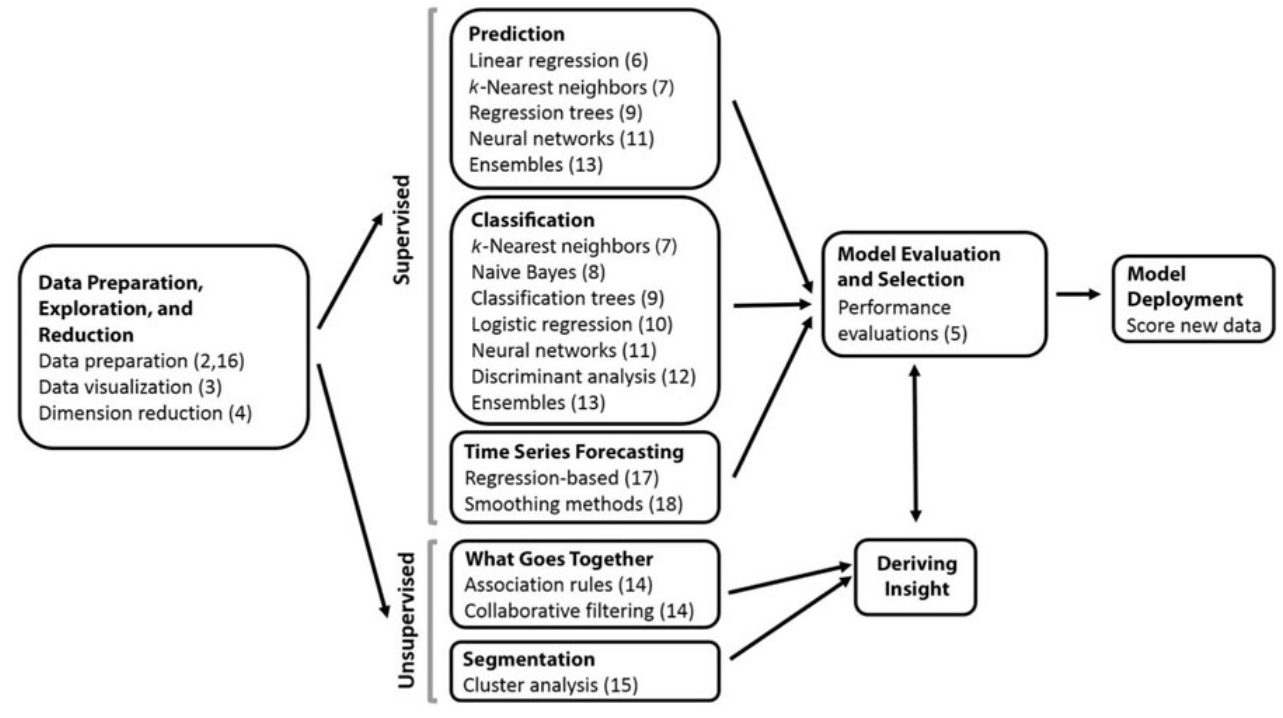 Data Preparation,
Exploration, and
Reduction
Data preparation (2,16)
Data visualization (3)
Dimension reduction (4)
Supervised
Prediction
Linear regression (6)
k-Nearest neighbors (7)
Regression trees (9)
Neural networks (11)
Ensembles (13)
Classification
k-Nearest neighbors (7)
Naive Bayes (8)
Classification trees (9)
Logistic regression (10)
Neural networks (11)
Discriminant analysis (12)
Ensembles (13)
Time Series Forecasting
Regression-based (17)
Smoothing methods (18)
Unsupervised
What Goes Together
Association rules (14)
Collaborative filtering (14)
Segmentation
Cluster analysis (15)
Model Evaluation
and Selection
Performance
evaluations (5)
Deriving
Insight
Model
Deployment
Score new data